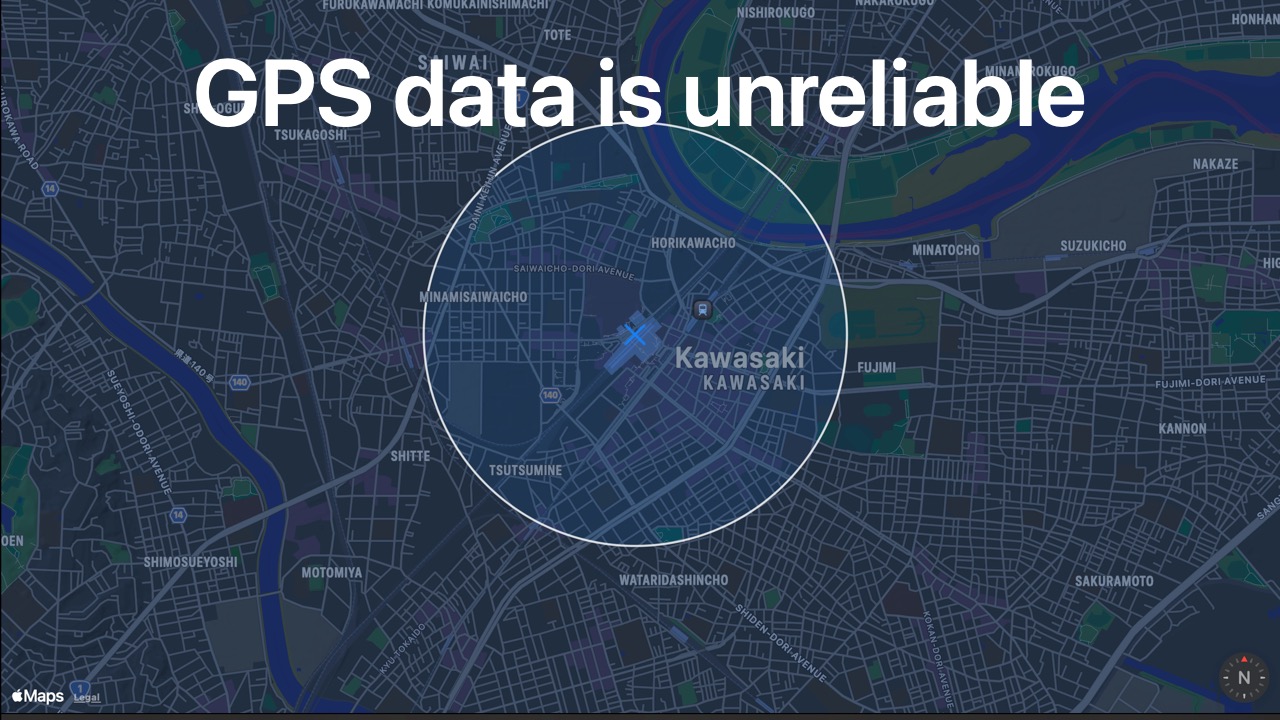 FURUKAWAMACHI KOMUKAINISHIMACHI
NISHIROKUGO
NAKAROKUGO
HONHAN
TOTE
SAIWAI
MINAMIROKUGO
GPS data is unreliable
TSUKAGOSHI
NAKAZE
14
DAINI KEIHIN AVENUE
HORIKAWACHO
MINATOCHO
SUZUKICHO
HIG
SAIWAICHO-DORI AVENUE
MINAMISAIWAICHO
Kawasaki
KAWASAKI
FUJIMI
140
140
FUJIMI-DORI AVENUE
SUEYOSHI-ODORI AVENUE
KANNON
SHITTE
TSUTSUMINE
14
OEN
SHIMOSUEYOSHI
MOTOMIYA
WATARIDASHINCHO
SAKURAMOTO
SHIDEN-DORI AVENUE
KYU-TOKAIDO
KOKAN-DORI AVENUE
N
1
Maps Legal